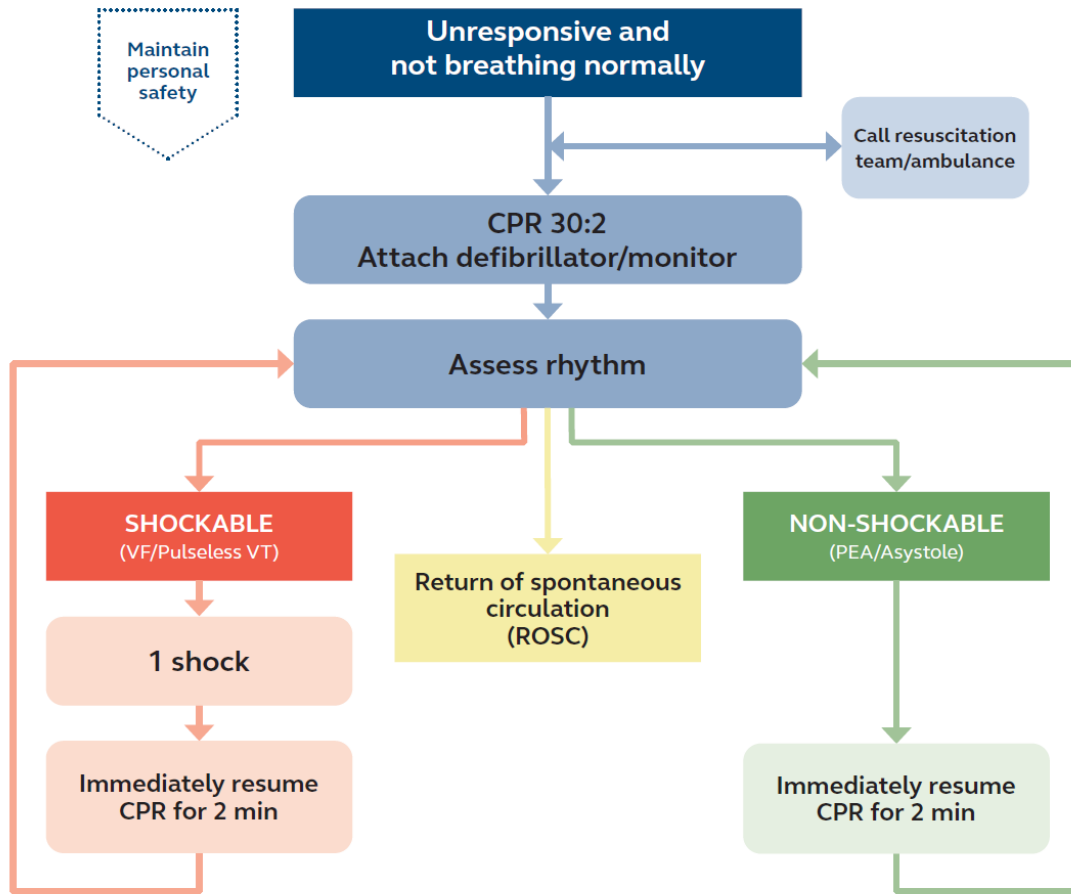 Maintain
personal
safety
Unresponsive and
not breathing normally
Call resuscitation
team/ambulance
CPR 30:2
Attach defibrillator/monitor
Assess rhythm
SHOCKABLE
(VF/Pulseless VT)
Return of spontaneous
circulation
(ROSC)
NON-SHOCKABLE
(PEA/Asystole)
1 shock
Immediately resume
CPR for 2 min
Immediately resume
CPR for 2 min